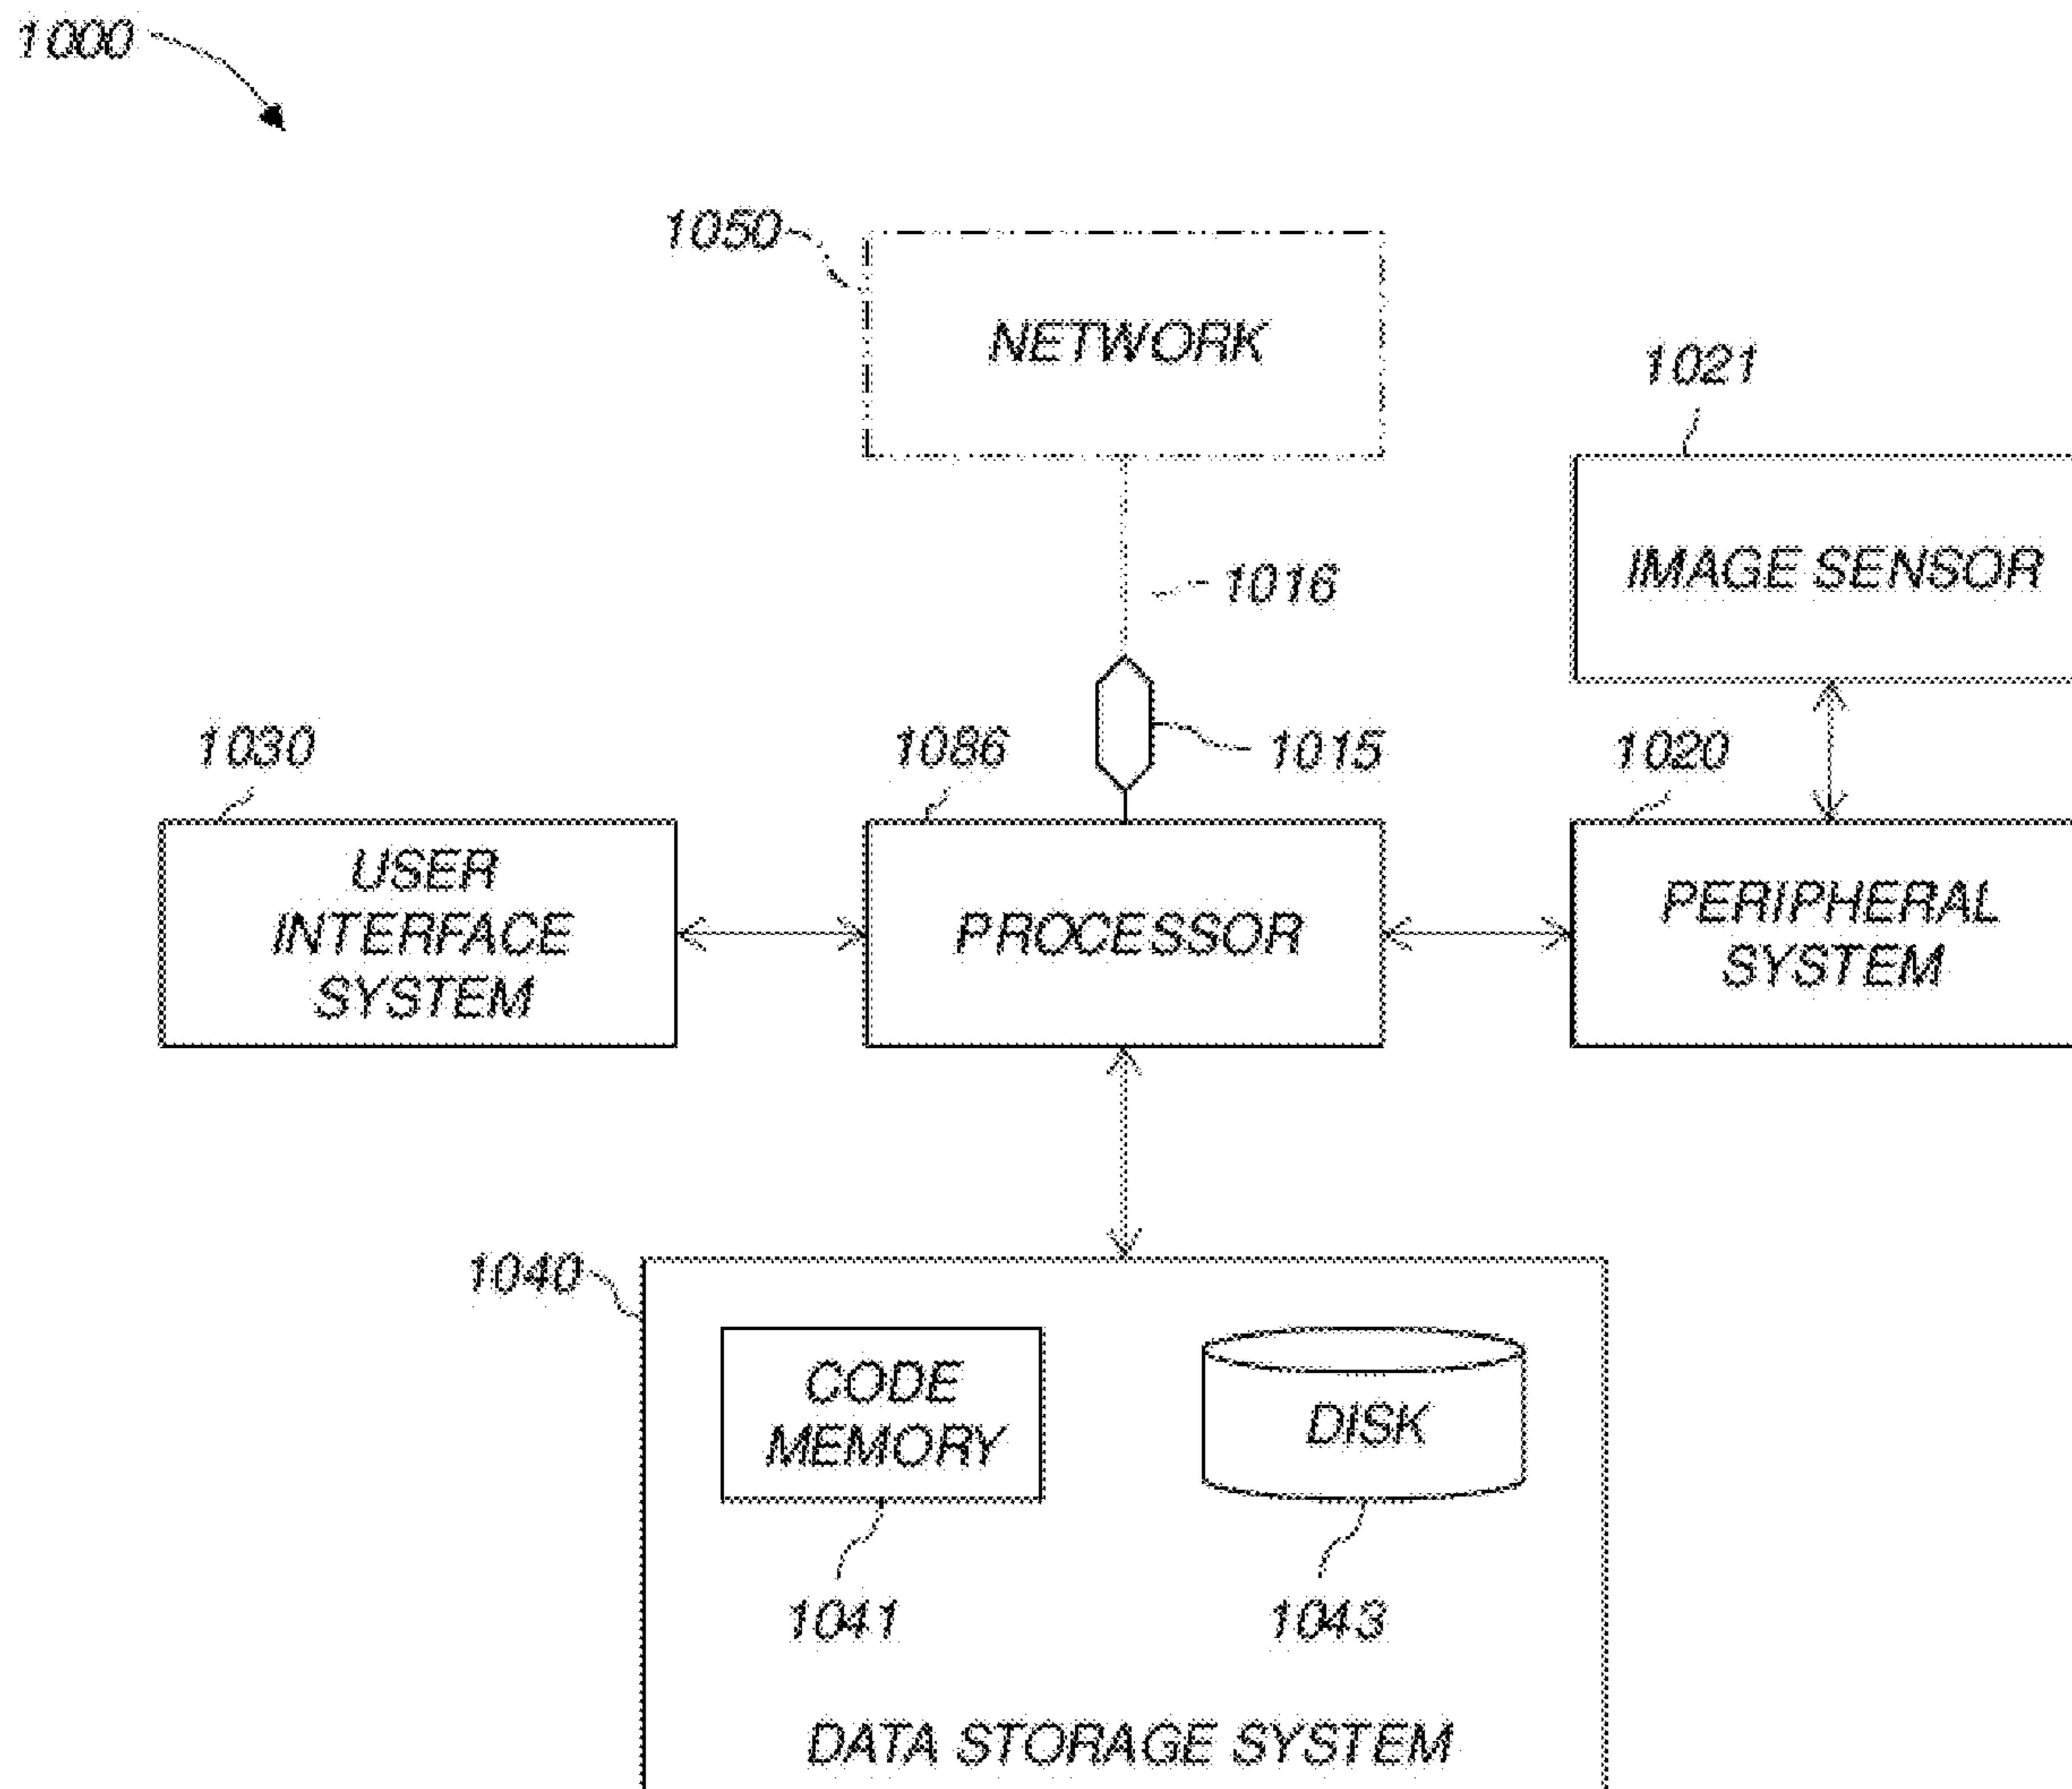 1000
1050
NETWORK
1021
IMAGE SENSOR
1016
1015
1030
1086
1020
USER
INTERFACE
SYSTEM
PROCESSOR
PERIPHERAL
SYSTEM
1040
CODE
MEMORY
DISK
1041
1043
DATA STORAGE SYSTEM